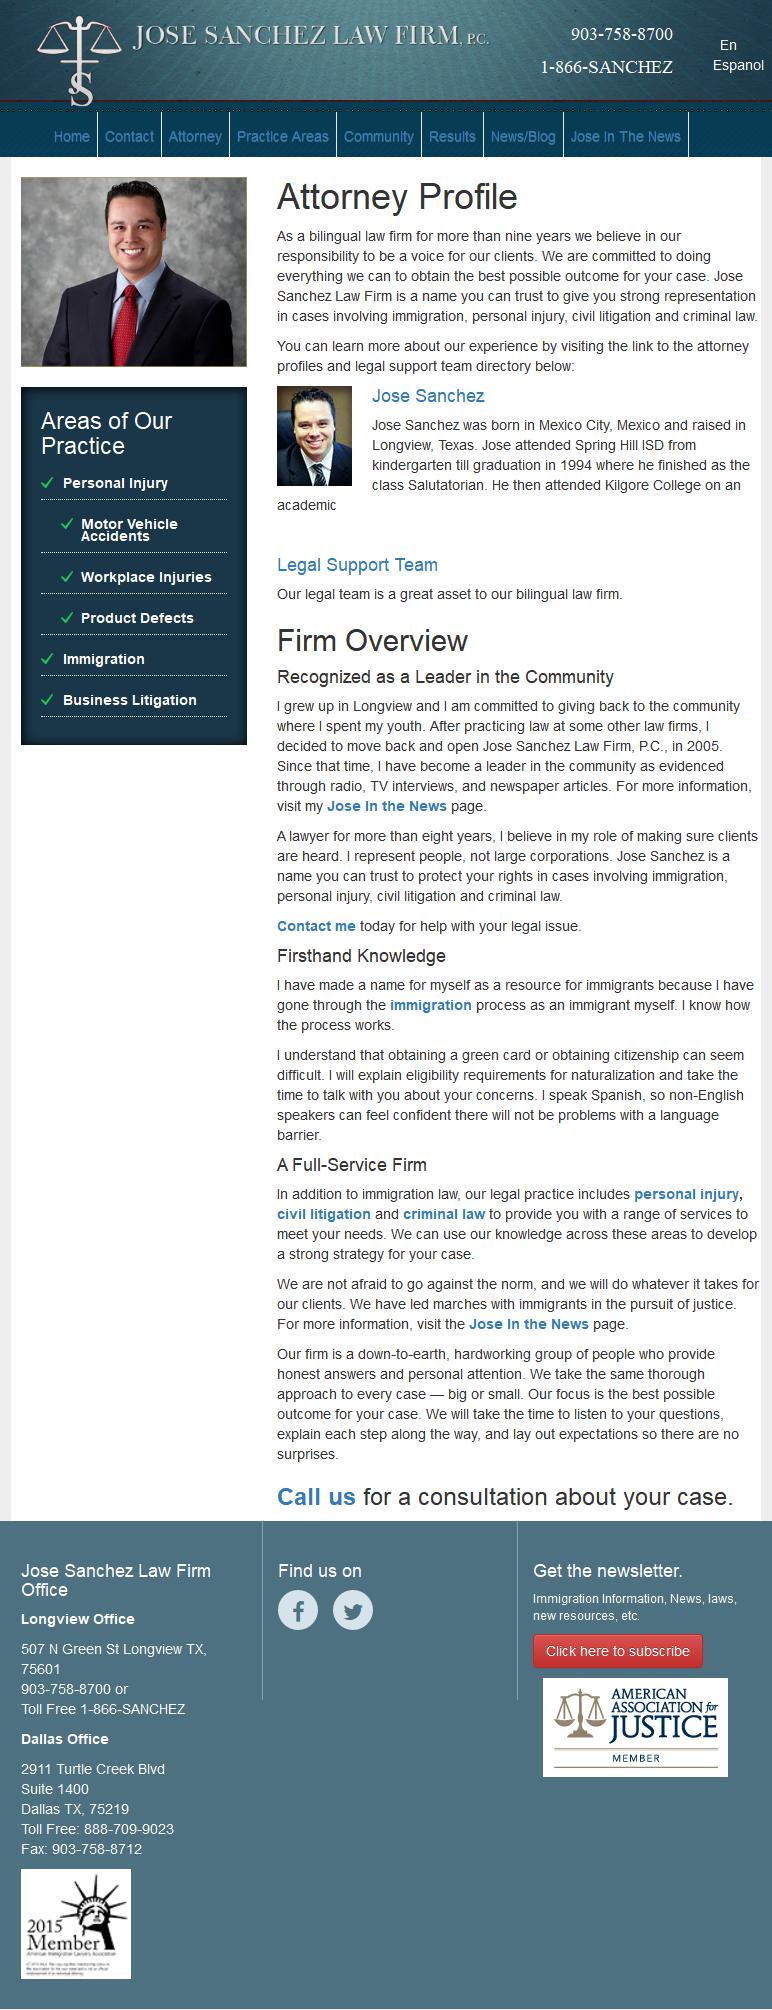 JOSE SANCHEZ LAW FIRM, P.C.
903-758-8700
1-866-SANCHEZ
En
Espanol
JS
Home
Contact
Attorney
Practice Areas
Community
Results
News/Blog
Jose In The News
Areas of Our
Practice
Personal Injury
Motor Vehicle
Accidents
Workplace Injuries
Product Defects
Immigration
Business Litigation
Attorney Profile
As a bilingual law firm for more than nine years we believe in our
responsibility to be a voice for our clients. We are committed to doing
everything we can to obtain the best possible outcome for your case. Jose
Sanchez Law Firm is a name you can trust to give you strong representation
in cases involving immigration, personal injury, civil litigation and criminal law.
You can learn more about our experience by visiting the link to the attorney
profiles and legal support team directory below:
Jose Sanchez
Jose Sanchez was born in Mexico City, Mexico and raised in
Longview, Texas. Jose attended Spring Hill ISD from
kindergarten till graduation in 1994 where he finished as the
class Salutatorian. He then attended Kilgore College on an
academic
Legal Support Team
Our legal team is a great asset to our bilingual law firm.
Firm Overview
Recognized as a Leader in the Community
I grew up in Longview and I am committed to giving back to the community
where I spent my youth. After practicing law at some other law firms, I
decided to move back and open Jose Sanchez Law Firm, P.C., in 2005.
Since that time, I have become a leader in the community as evidenced
through radio, TV interviews, and newspaper articles. For more information,
visit my Jose In the News page.
A lawyer for more than eight years, I believe in my role of making sure clients
are heard. I represent people, not large corporations. Jose Sanchez is a
name you can trust to protect your rights in cases involving immigration,
personal injury, civil litigation and criminal law.
Contact me today for help with your legal issue.
Firsthand Knowledge
I have made a name for myself as a resource for immigrants because I have
gone through the immigration process as an immigrant myself. I know how
the process works.
I understand that obtaining a green card or obtaining citizenship can seem
difficult. I will explain eligibility requirements for naturalization and take the
time to talk with you about your concerns. I speak Spanish, so non-English
speakers can feel confident there will not be problems with a language
barrier.
A Full-Service Firm
In addition to immigration law, our legal practice includes personal injury,
civil litigation and criminal law to provide you with a range of services to
meet your needs. We can use our knowledge across these areas to develop
a strong strategy for your case.
We are not afraid to go against the norm, and we will do whatever it takes for
our clients. We have led marches with immigrants in the pursuit of justice.
For more information, visit the Jose In the News page.
Our firm is a down-to-earth, hardworking group of people who provide
honest answers and personal attention. We take the same thorough
approach to every case — big or small. Our focus is the best possible
outcome for your case. We will take the time to listen to your questions,
explain each step along the way, and lay out expectations so there are no
surprises.
Call us for a consultation about your case.
Jose Sanchez Law Firm
Office
Longview Office
507 N Green St Longview TX,
75601
903-758-8700 or
Toll Free 1-866-SANCHEZ
Dallas Office
2911 Turtle Creek Blvd
Suite 1400
Dallas TX, 75219
Toll Free: 888-709-9023
Fax: 903-758-8712
2015
Member
American Immigration Lawyers Association
Find us on
Get the newsletter.
Immigration Information, News, laws,
new resources, etc.
Click here to subscribe
AMERICAN
ASSOCIATION for
JUSTICE
MEMBER